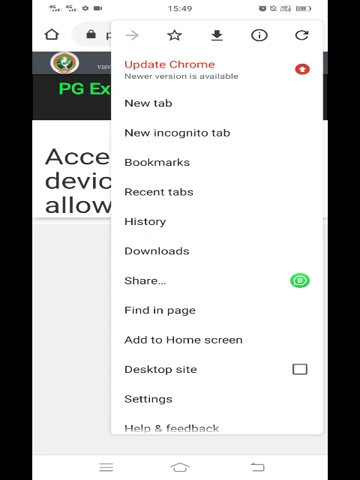 15:49
Update Chrome
Newer version is available
PG Ex
New tab
New incognito tab
Acce
Bookmarks
devic
Recent tabs
allow
History
Downloads
Share...
Find in page
Add to Home screen
Desktop site
Settings
Help & feedback